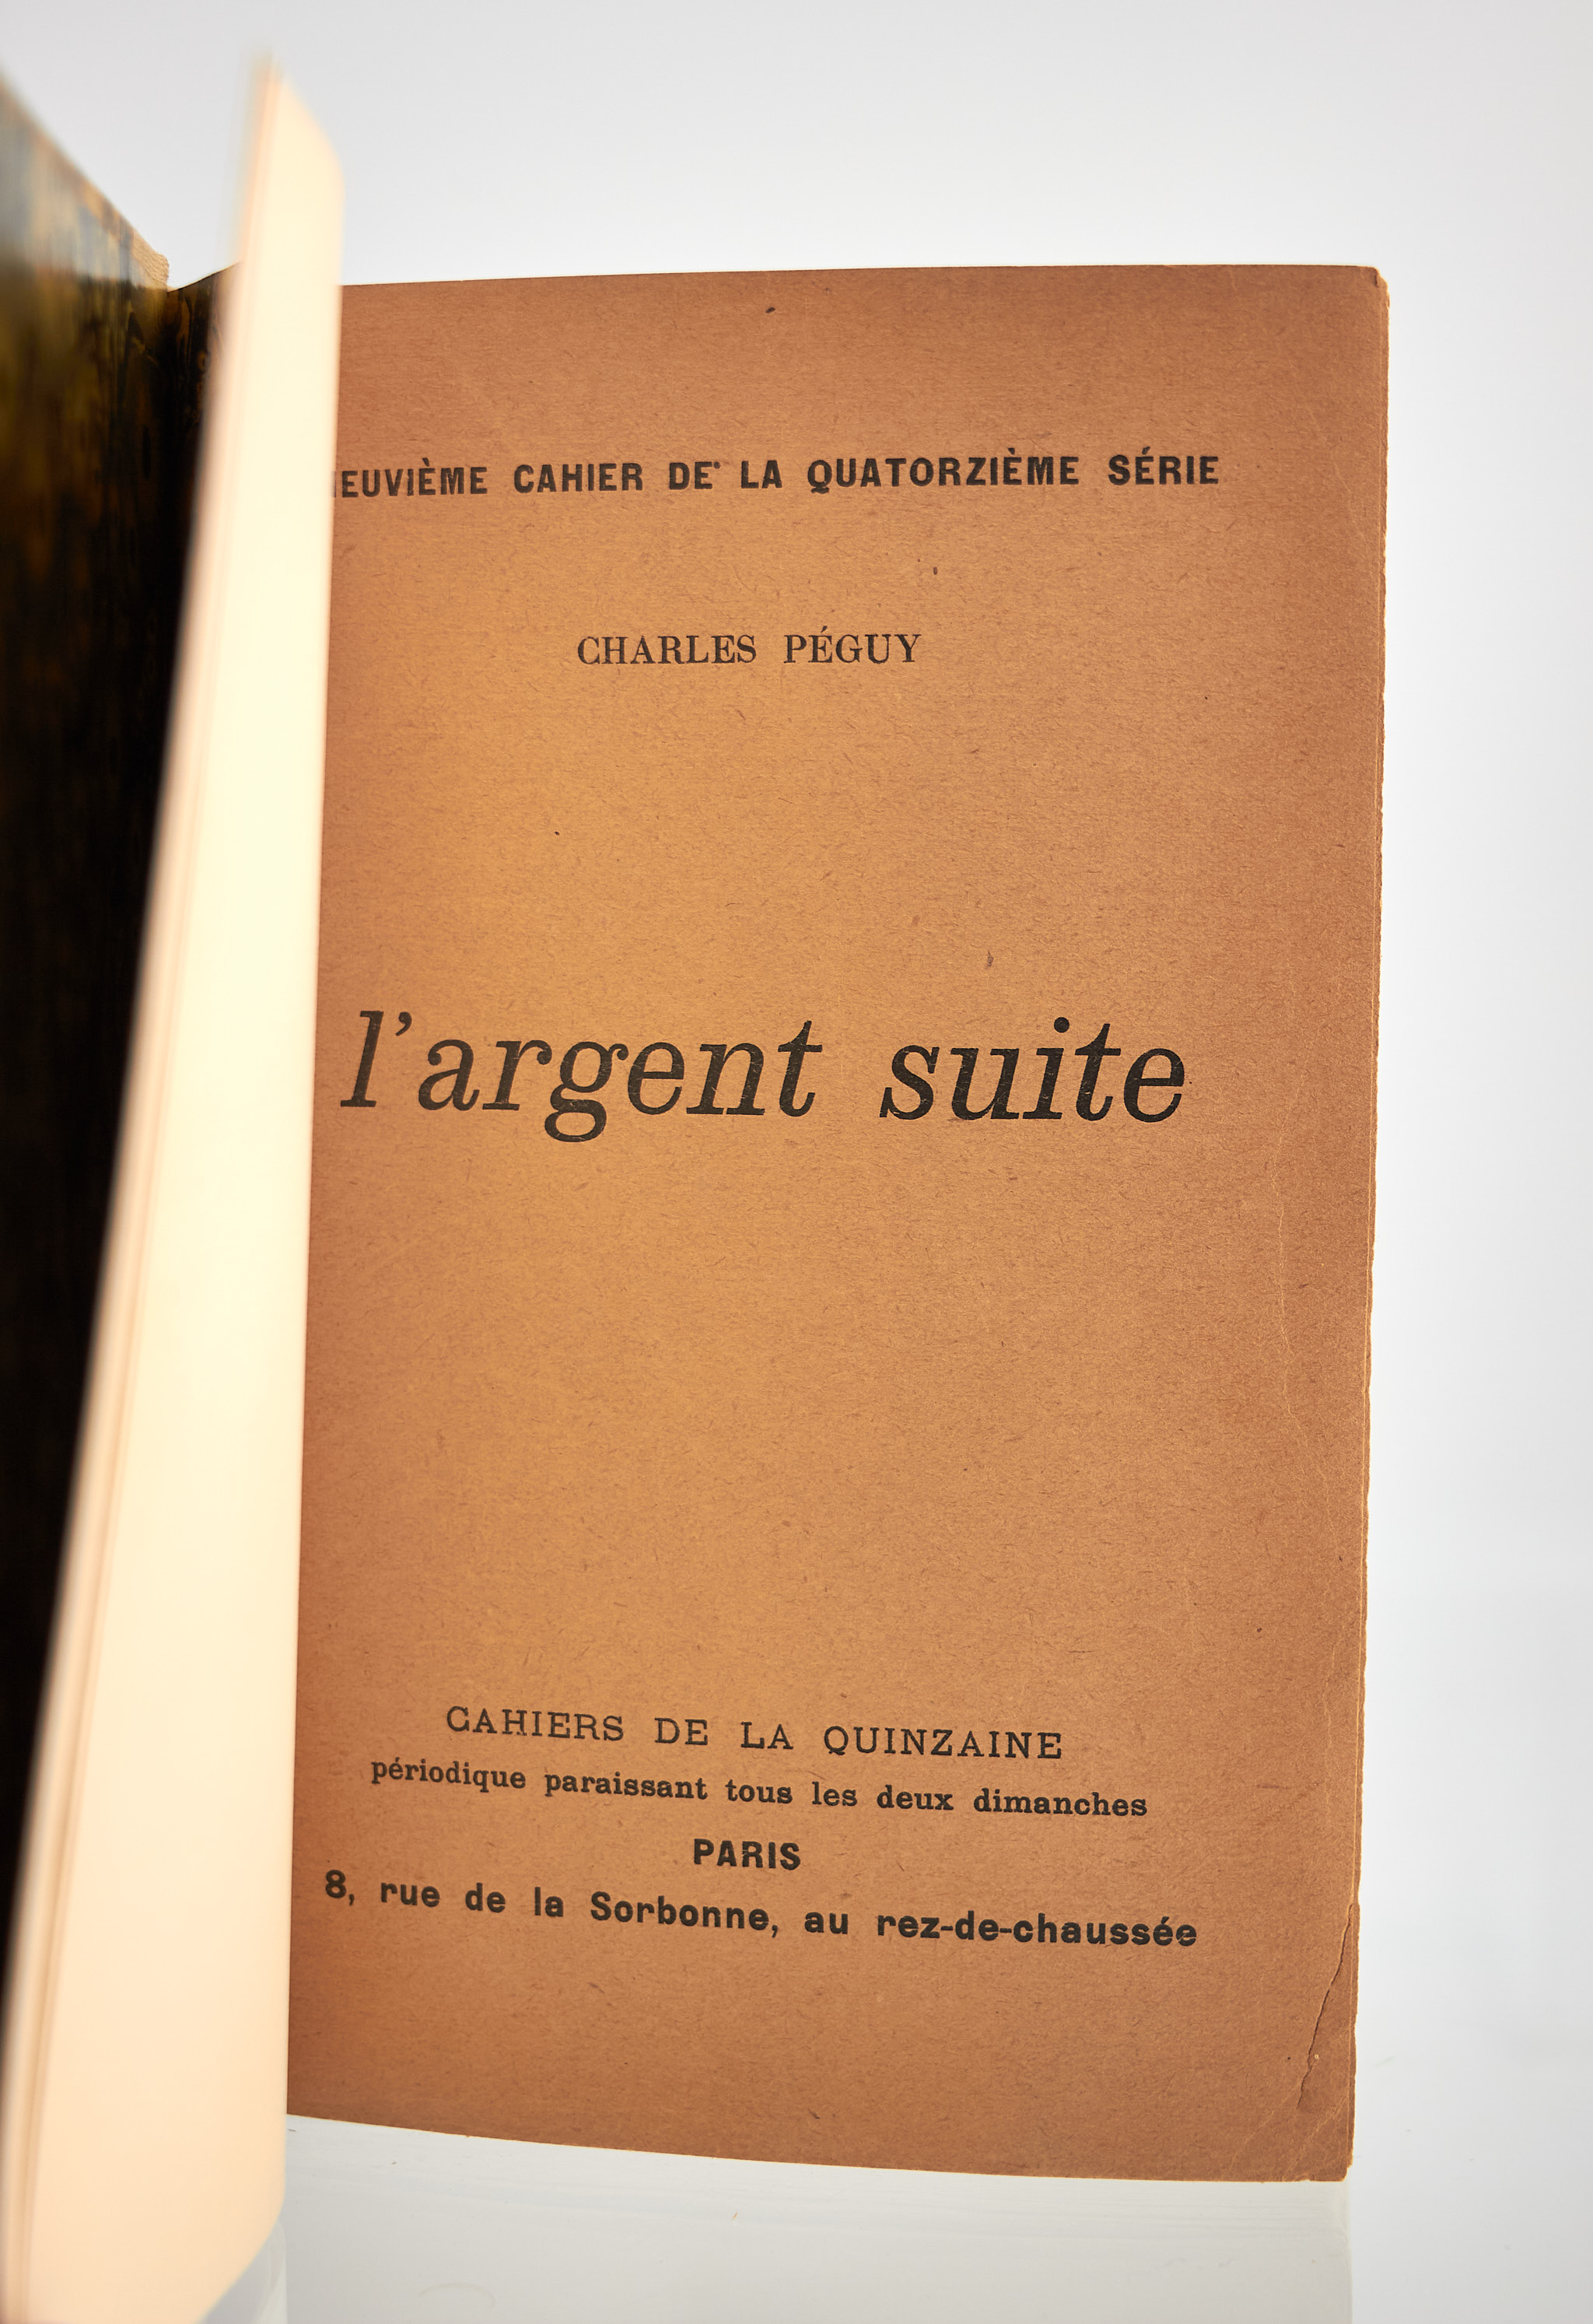 NEUVIÈME CAHIER DE LA QUATORZIÈME SÉRIE
CHARLES PÉGUY
l'argent suite
CAHIERS DE LA QUINZAINE
périodique paraissant tous les deux dimanches
PARIS
8, rue de la Sorbonne, au rez-de-chaussée